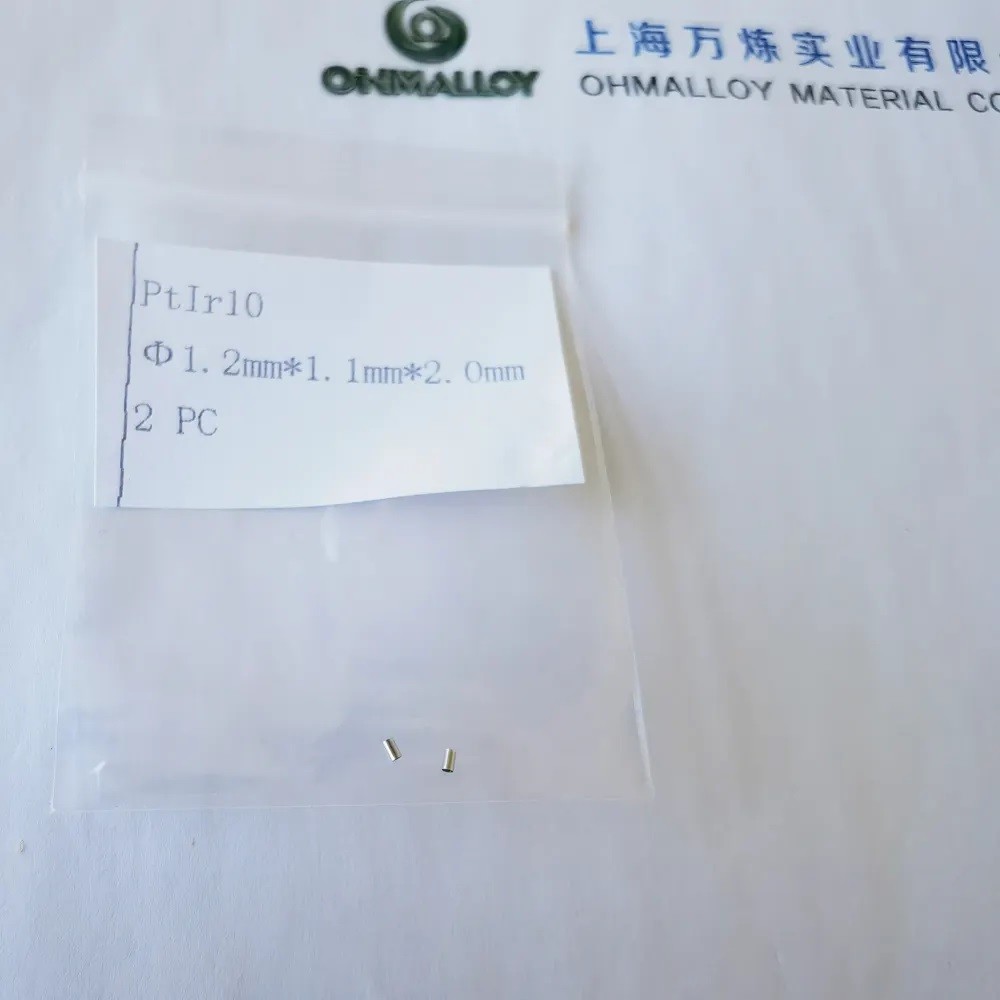 OHMALLOY
上海万炼实业有限
OHMALLOY MATERIAL CO
PtIr10
Φ1.2mm*1.1mm*2.0mm
2 PC